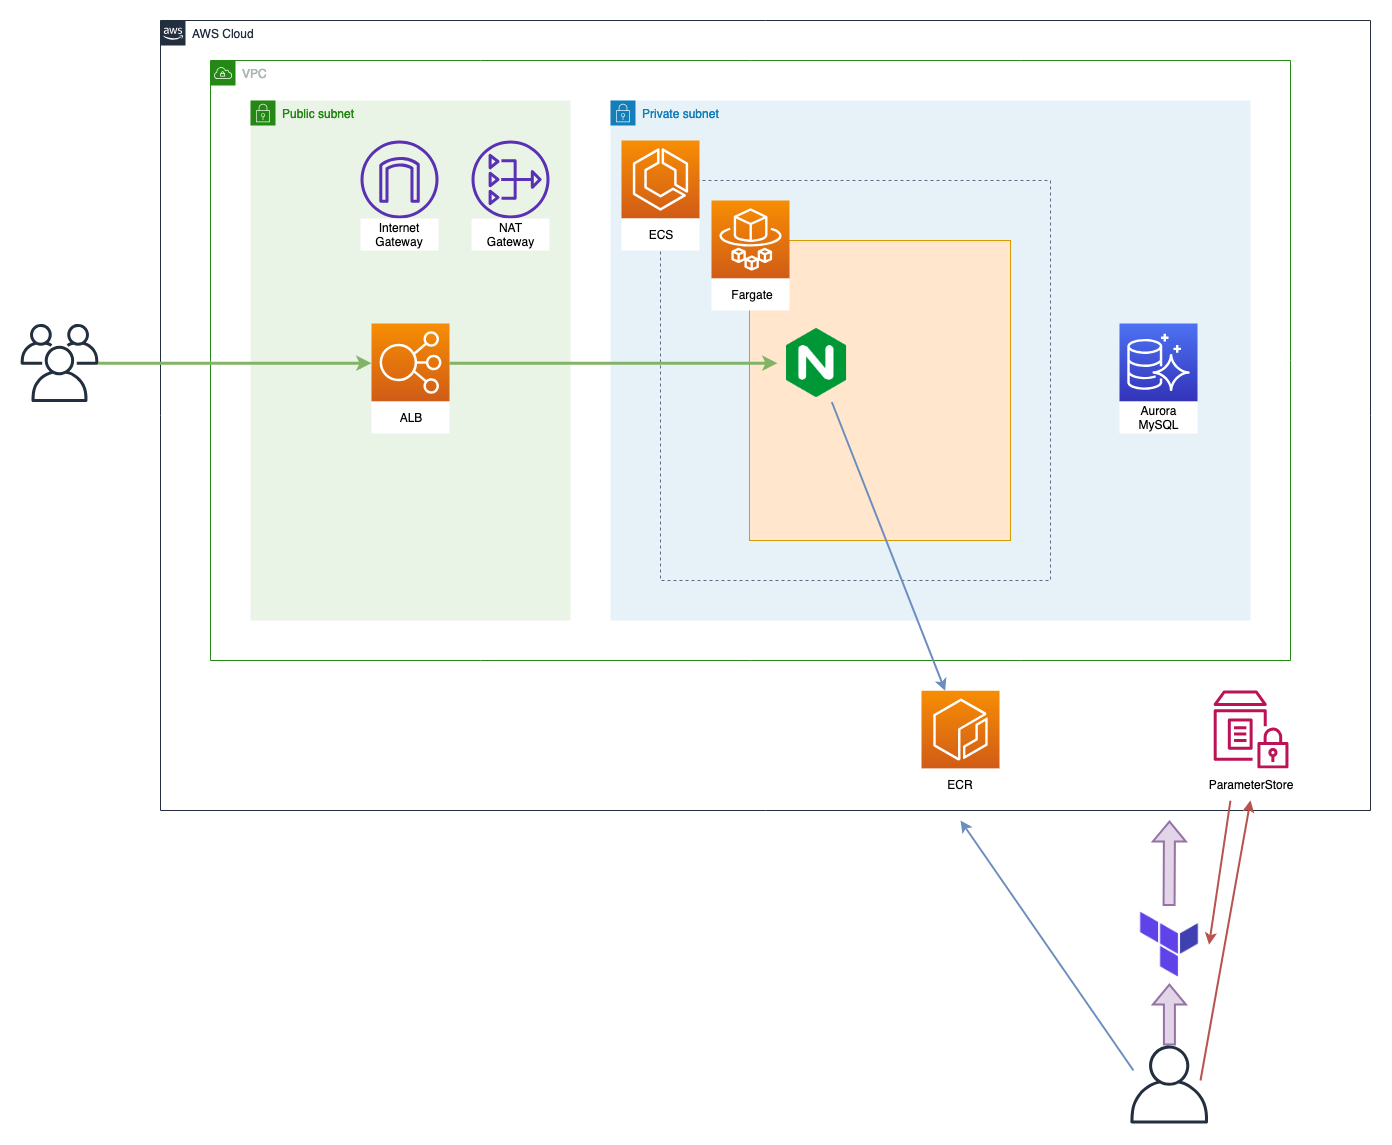 aws
AWS Cloud
VPC
Public subnet
Private subnet
Internet
Gateway
NAT
Gateway
ECS
Fargate
ALB
N
Aurora
MySQL
ECR
ParameterStore